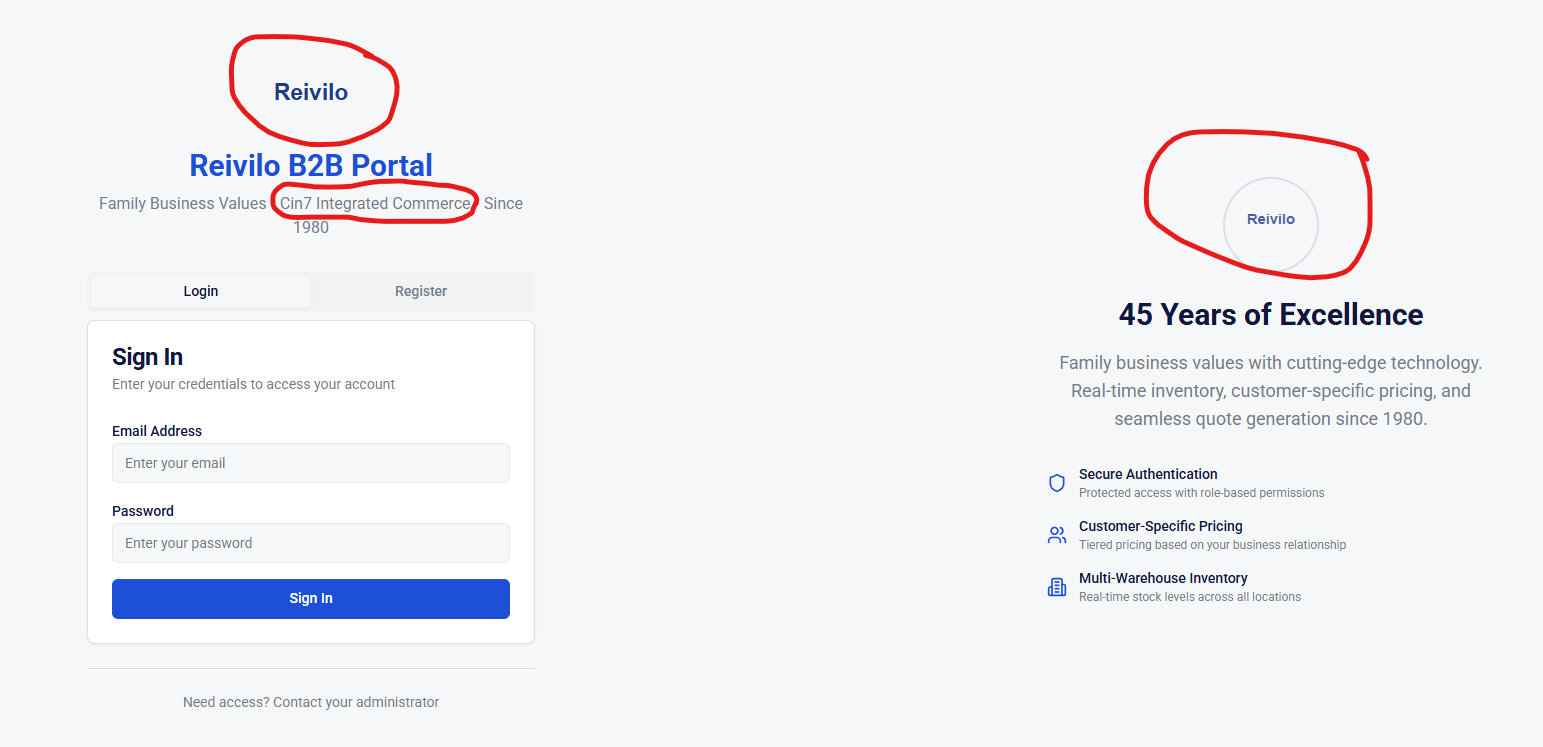 Reivilo
Reivilo B2B Portal
Family Business Values Cin7 Integrated Commerce Since
1980
Login Register
Sign In
Enter your credentials to access your account
Email Address
Enter your email
Password
Enter your password
Sign In
Need access? Contact your administrator
Reivilo
45 Years of Excellence
Family business values with cutting-edge technology.
Real-time inventory, customer-specific pricing, and
seamless quote generation since 1980.
Secure Authentication
Protected access with role-based permissions
Customer-Specific Pricing
Tiered pricing based on your business relationship
Multi-Warehouse Inventory
Real-time stock levels across all locations